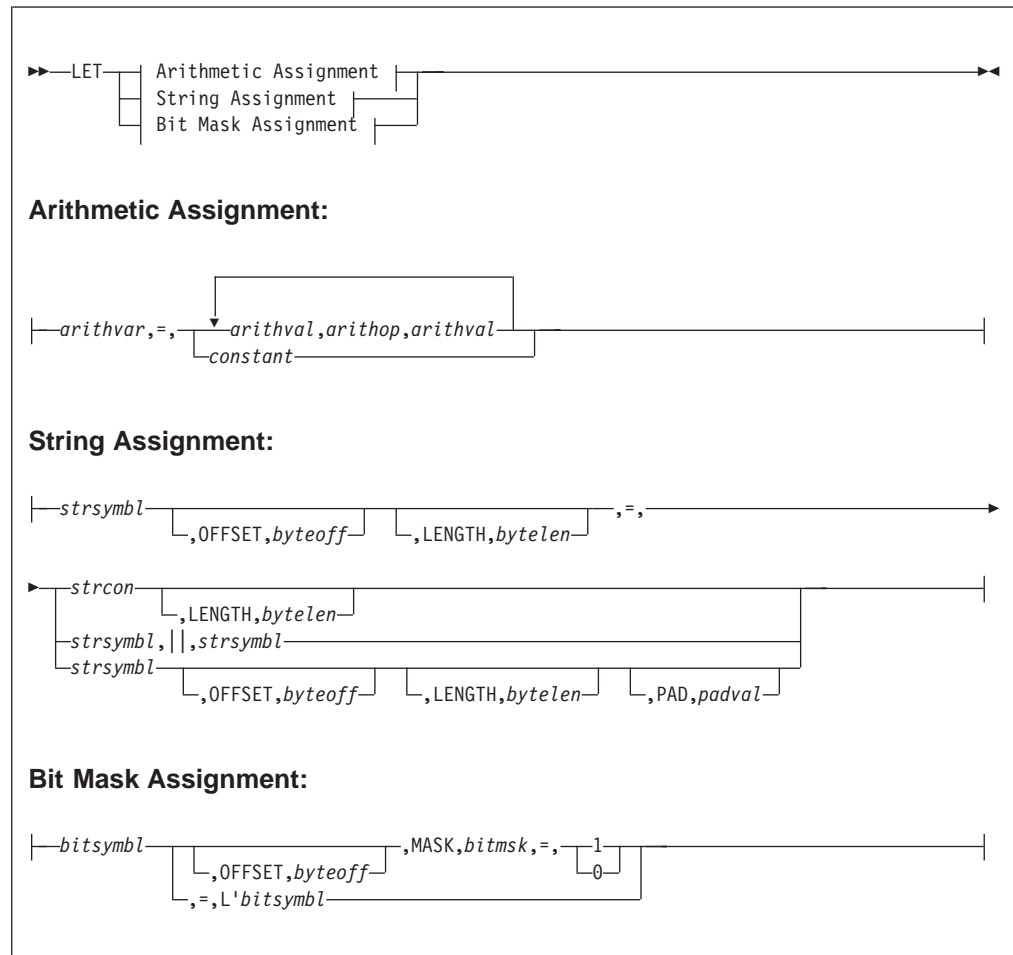 LET Arithmetic Assignment
String Assignment
Bit Mask Assignment
Arithmetic Assignment:
arithvar,=, arithval,arithop,arithval
constant
String Assignment:
strsymbl ,=,
,OFFSET,byteoff ,LENGTH,bytelen
strcon
,LENGTH,bytelen
strsymbl,||,strsymbl
strsymbl
,OFFSET,byteoff ,LENGTH,bytelen ,PAD,padval
Bit Mask Assignment:
bitsymbl ,MASK,bitmsk,=, 1
,OFFSET,byteoff 0
,=,L'bitsymbl